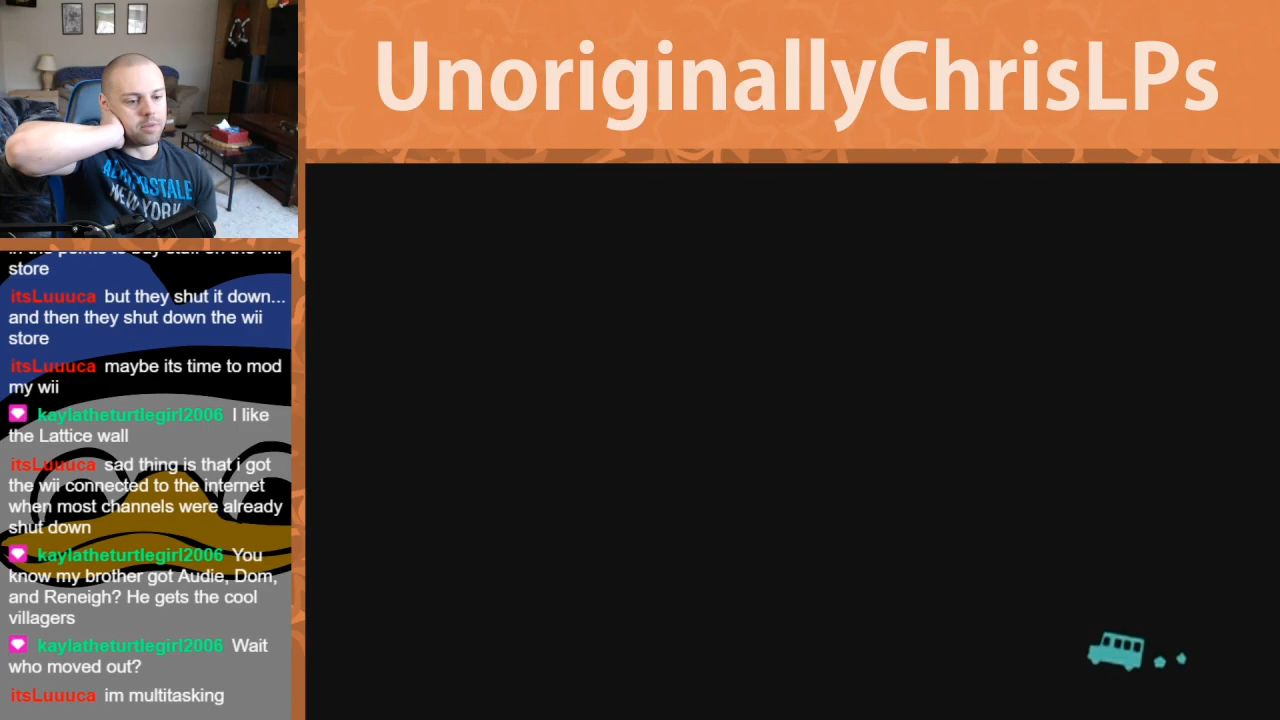 UnoriginallyChrisLPs
AÉROPOSTALE
NEW YORK
store
itsLuuuca but they shut it down...
and then they shut down the wii
store
itsLuuuca maybe its time to mod
my wii
kaylatheturtlegirl2006 I like
the Lattice wall
itsLuuuca sad thing is that i got
the wii connected to the internet
when most channels were already
shut down
kaylatheturtlegirl2006 You
know my brother got Audie, Dom,
and Reneigh? He gets the cool
villagers
kaylatheturtlegirl2006 Wait
who moved out?
itsLuuuca im multitasking